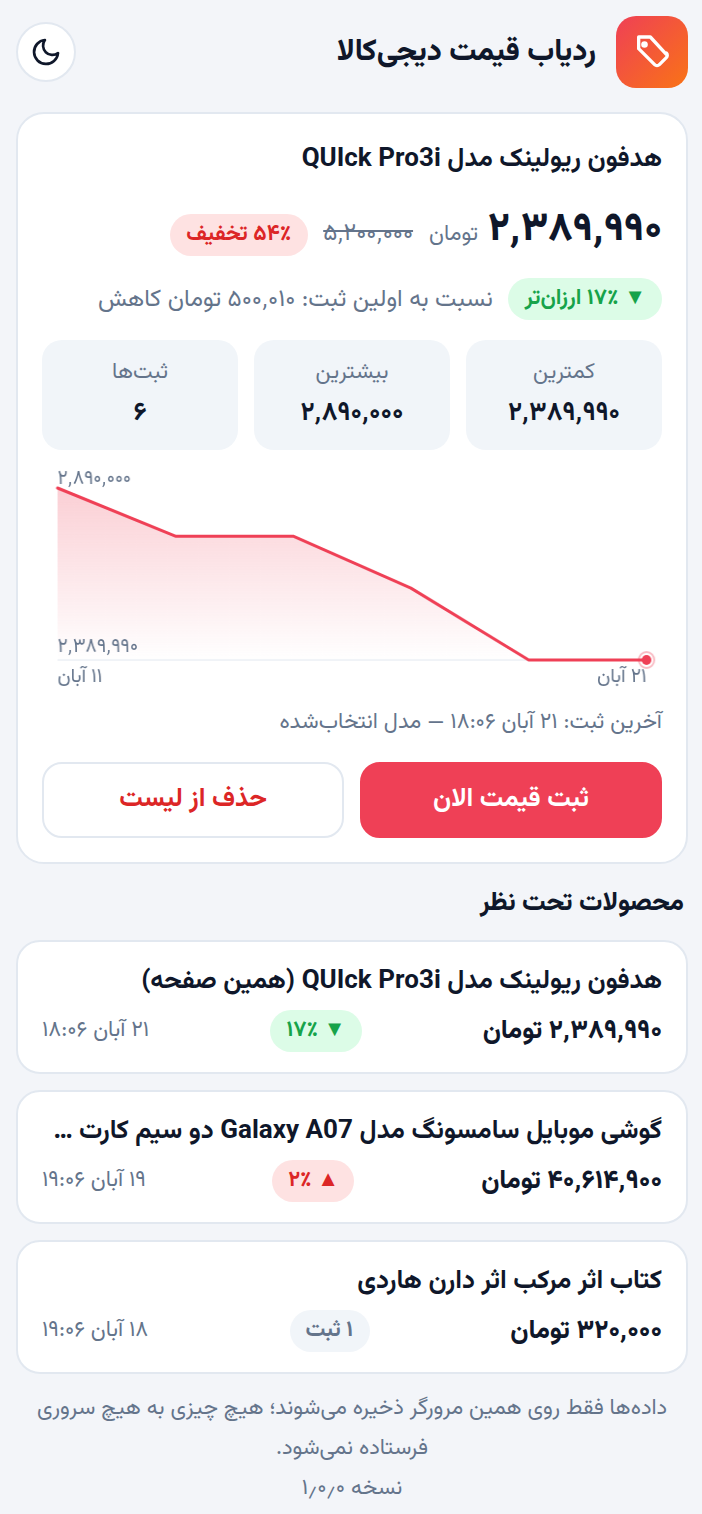 ردیاب قیمت دیجی‌کالا
هدفون ریولینک مدل QUIck Pro3i
۲,۳۸۹,۹۹۰ تومان ۵,۲۰۰,۰۰۰ ۵۴٪ تخفیف
▼ ۱۷٪ ارزان‌تر نسبت به اولین ثبت: ۵۰۰,۰۱۰ تومان کاهش
کمترین بیشترین ثبت‌ها
۲,۳۸۹,۹۹۰ ۲,۸۹۰,۰۰۰ ۶
۲,۸۹۰,۰۰۰
۲,۳۸۹,۹۹۰
۲۱ آبان ۱۱ آبان
آخرین ثبت: ۲۱ آبان ۱۸:۰۶ — مدل انتخاب‌شده
ثبت قیمت الان حذف از لیست
محصولات تحت نظر
هدفون ریولینک مدل QUIck Pro3i (همین صفحه)
۲,۳۸۹,۹۹۰ تومان ▼ ۱۷٪ ۲۱ آبان ۱۸:۰۶
گوشی موبایل سامسونگ مدل Galaxy A07 دو سیم کارت ...
۴۰,۶۱۴,۹۰۰ تومان ▲ ۲٪ ۱۹ آبان ۱۹:۰۶
کتاب اثر مرکب اثر دارن هاردی
۳۲۰,۰۰۰ تومان ۱ ثبت ۱۸ آبان ۱۹:۰۶
داده‌ها فقط روی همین مرورگر ذخیره می‌شوند؛ هیچ چیزی به هیچ سروری
فرستاده نمی‌شود.
نسخه ۱٫۰٫۰